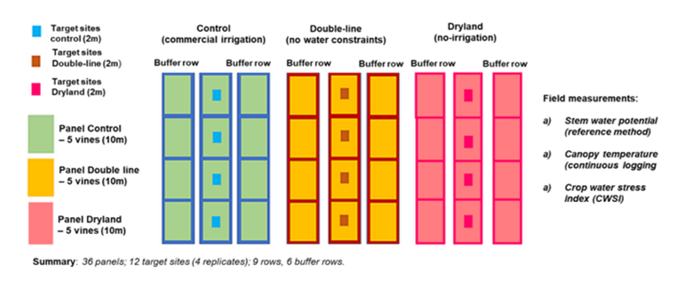 Target sites
control (2m)
Target sites
Double-line (2m)
Target sites
Dryland (2m)
Panel Control
– 5 vines (10m)
Panel Double line
– 5 vines (10m)
Panel Dryland
– 5 vines (10m)
Control
(commercial irrigation)
Buffer row
Buffer row
Double-line
(no water constraints)
Buffer row
Buffer row
Dryland
(no-irrigation)
Buffer row
Buffer row
Field measurements:
a) Stem water potential
(reference method)
a) Canopy temperature
(continuous logging
a) Crop water stress
Index (CWSI)
Summary: 36 panels; 12 target sites (4 replicates); 9 rows, 6 buffer rows.